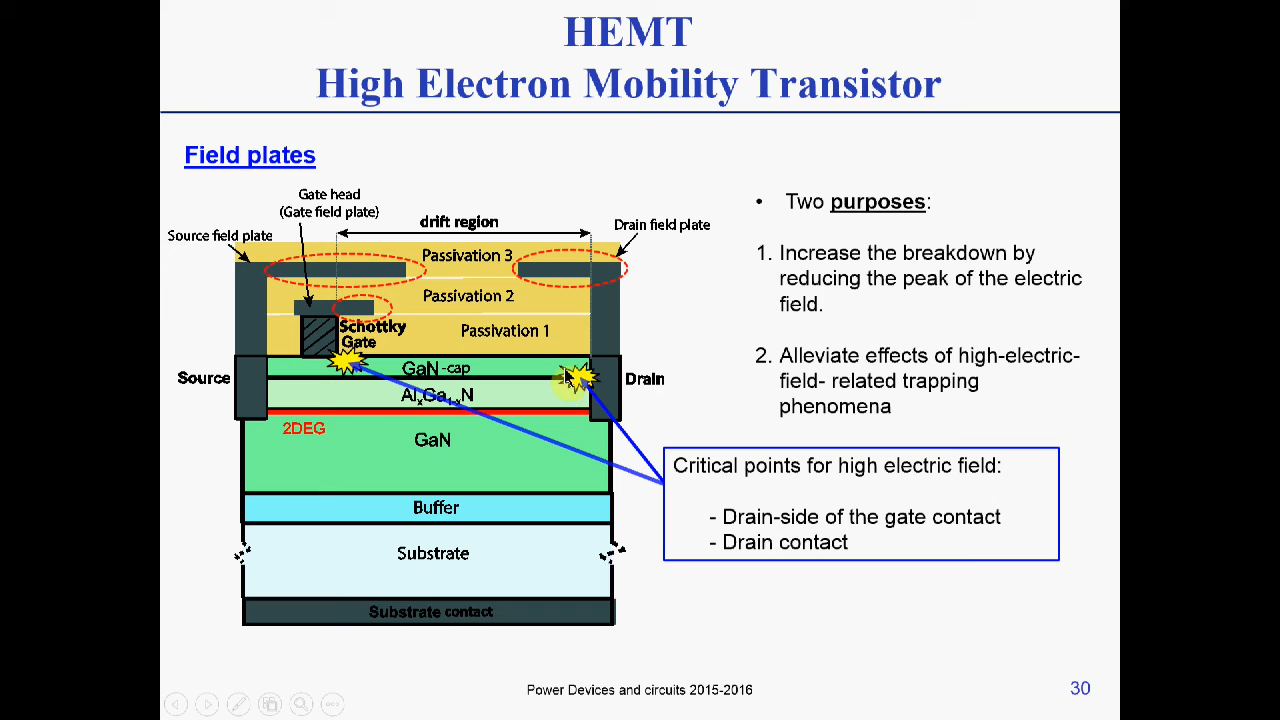 HEMT
High Electron Mobility Transistor
Field plates
Gate head
(Gate field plate)
drift region
Source field plate
Drain field plate
Passivation 3
Passivation 2
Passivation 1
Schottky
Gate
GaN-cap
AlxGa1-xN
Source
Drain
2DEG
GaN
Buffer
Substrate
Substrate contact
• Two purposes:
1. Increase the breakdown by
reducing the peak of the electric
field.
2. Alleviate effects of high-electric-
field- related trapping
phenomena
Critical points for high electric field:
- Drain-side of the gate contact
- Drain contact
Power Devices and circuits 2015-2016
30